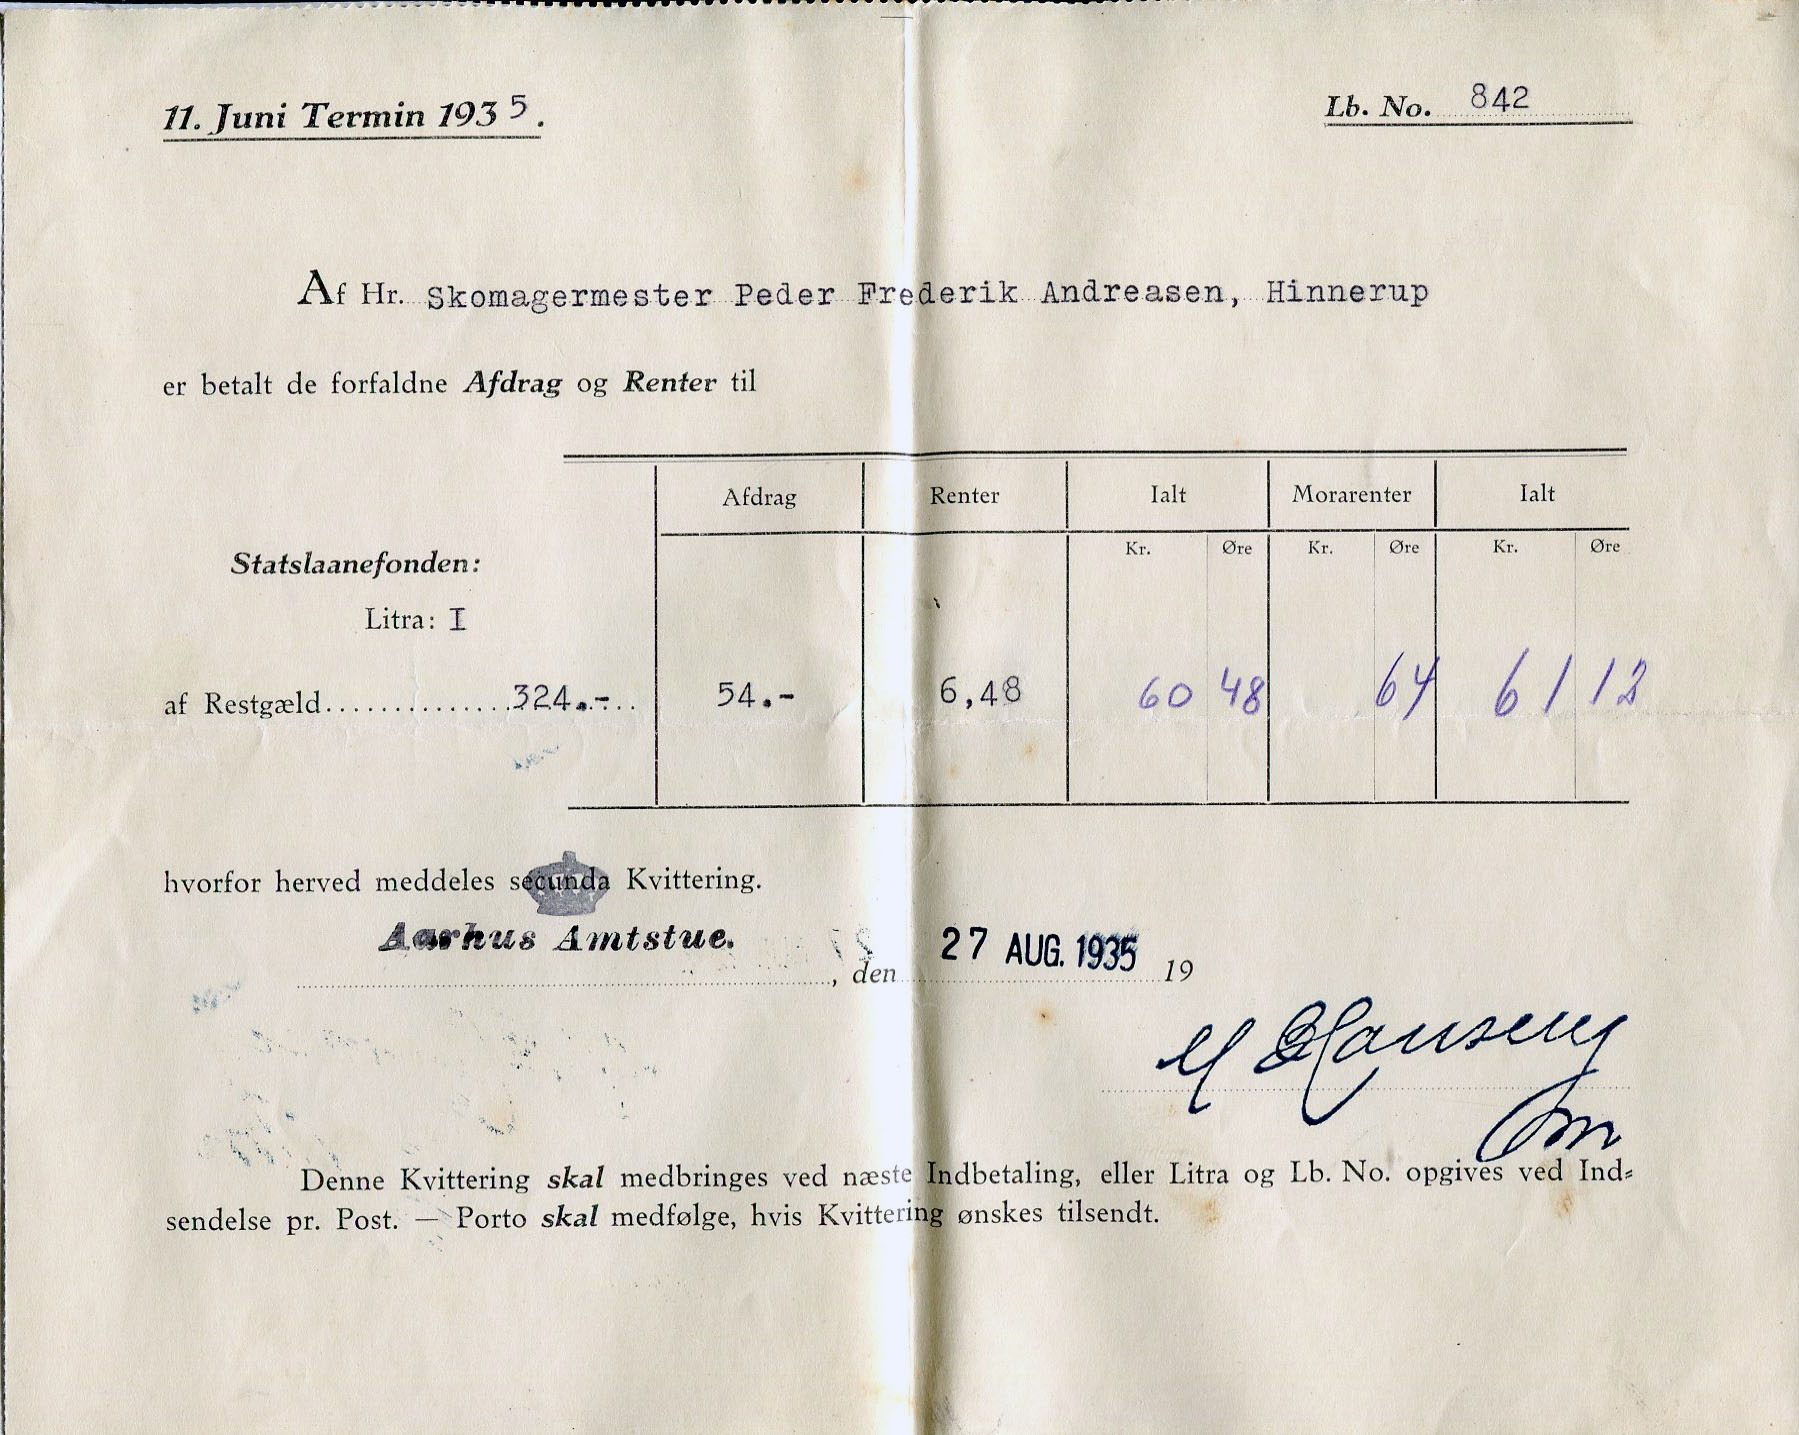 11. Juni Termin 1935.
Lb. No. 842
Af Hr. Skomagermester Peder Frederik Andreasen, Hinnerup
er betalt de forfaldne Afdrag og Renter til
Afdrag Renter Ialt Morarenter Ialt
Kr. Øre Kr. Øre Kr. Øre
Statslaanefonden:
Litra: I
af Restgæld..............324.-... 54.- 6,48 60 48 64 61 12
hvorfor herved meddeles secunda Kvittering.
Aarhus Amtstue.
, den 27 AUG. 1935 19
Hansen
Denne Kvittering skal medbringes ved næste Indbetaling, eller Litra og Lb. No. opgives ved Ind=
sendelse pr. Post. — Porto skal medfølge, hvis Kvittering ønskes tilsendt.